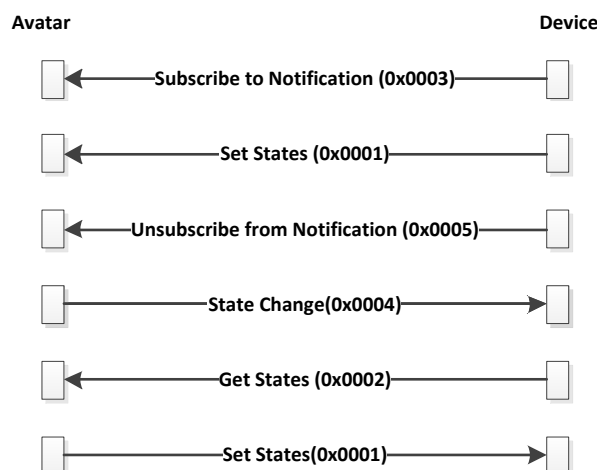 Avatar Device
Subscribe to Notification (0x0003)
Set States (0x0001)
Unsubscribe from Notification (0x0005)
State Change(0x0004)
Get States (0x0002)
Set States(0x0001)